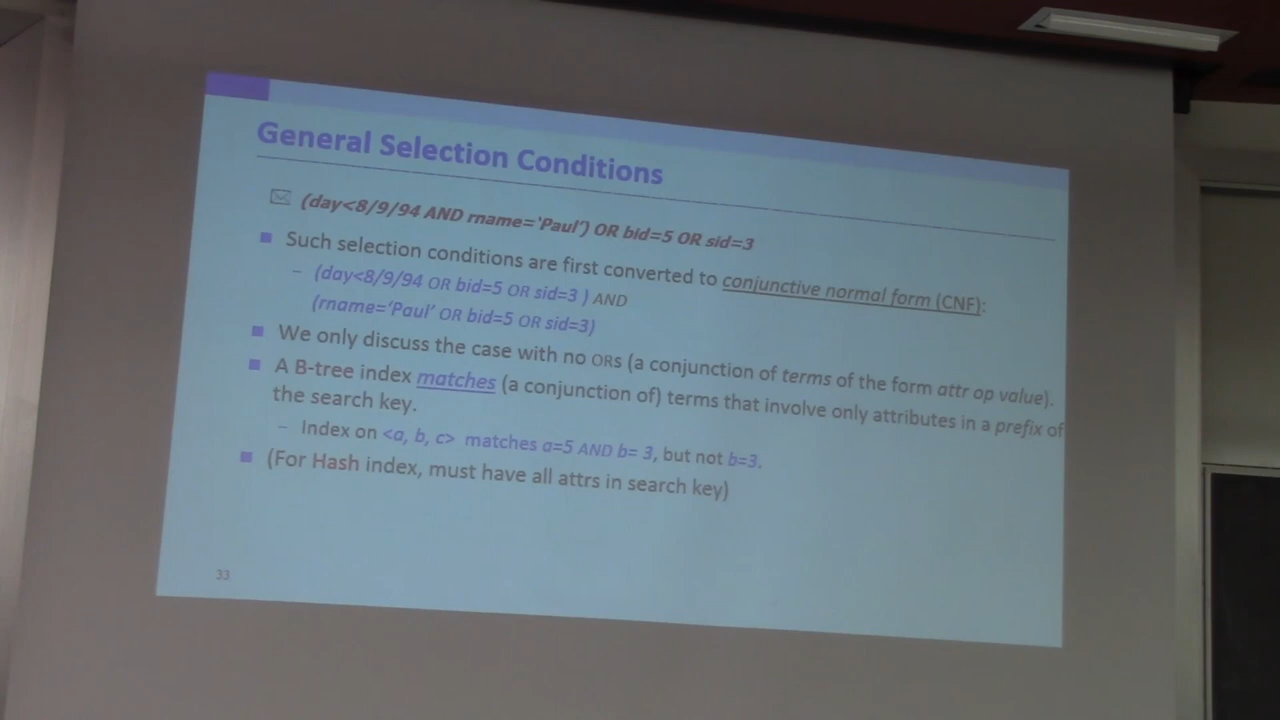 General Selection Conditions
(day<8/9/94 AND rname='Paul') OR bid=5 OR sid=3
Such selection conditions are first converted to conjunctive normal form (CNF):
– (day<8/9/94 OR bid=5 OR sid=3 ) AND
(rname='Paul' OR bid=5 OR sid=3)
We only discuss the case with no ORs (a conjunction of terms of the form attr op value).
A B-tree index matches (a conjunction of) terms that involve only attributes in a prefix of
the search key.
– Index on <a, b, c> matches a=5 AND b= 3, but not b=3.
(For Hash index, must have all attrs in search key)
33